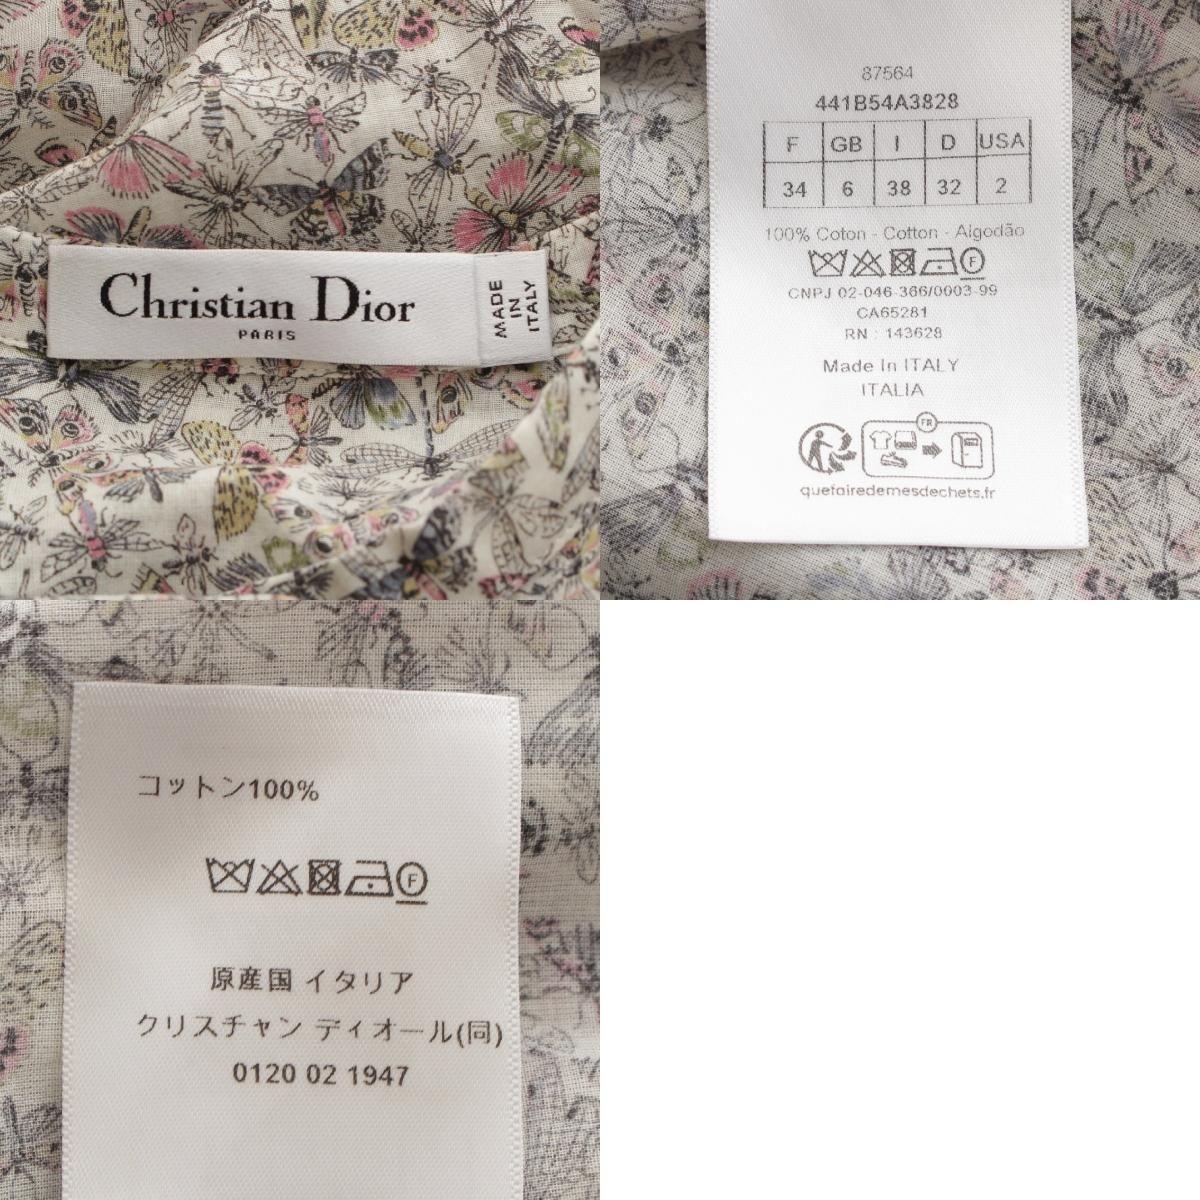 Christian Dior
PARIS
MADE
IN
ITALY
87564
441B54A3828
F GB I D USA
34 6 38 32 2
100% Coton - Cotton - Algodão
F
CNPJ 02-046-366/0003-99
CA65281
RN : 143628
Made In ITALY
ITALIA
FR
quefairedemesdechets.fr
コットン100%
F
原産国 イタリア
クリスチャン ディオール(同)
0120 02 1947